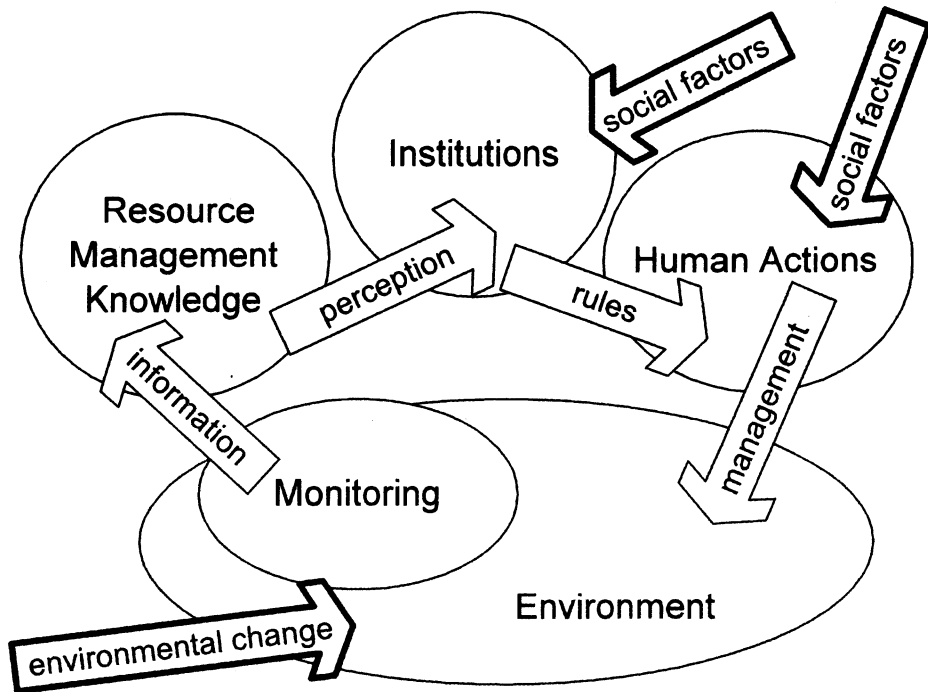 social factors
social factors
Institutions
Resource
Management
Knowledge
Human Actions
perception
rules
information
management
Monitoring
Environment
environmental change